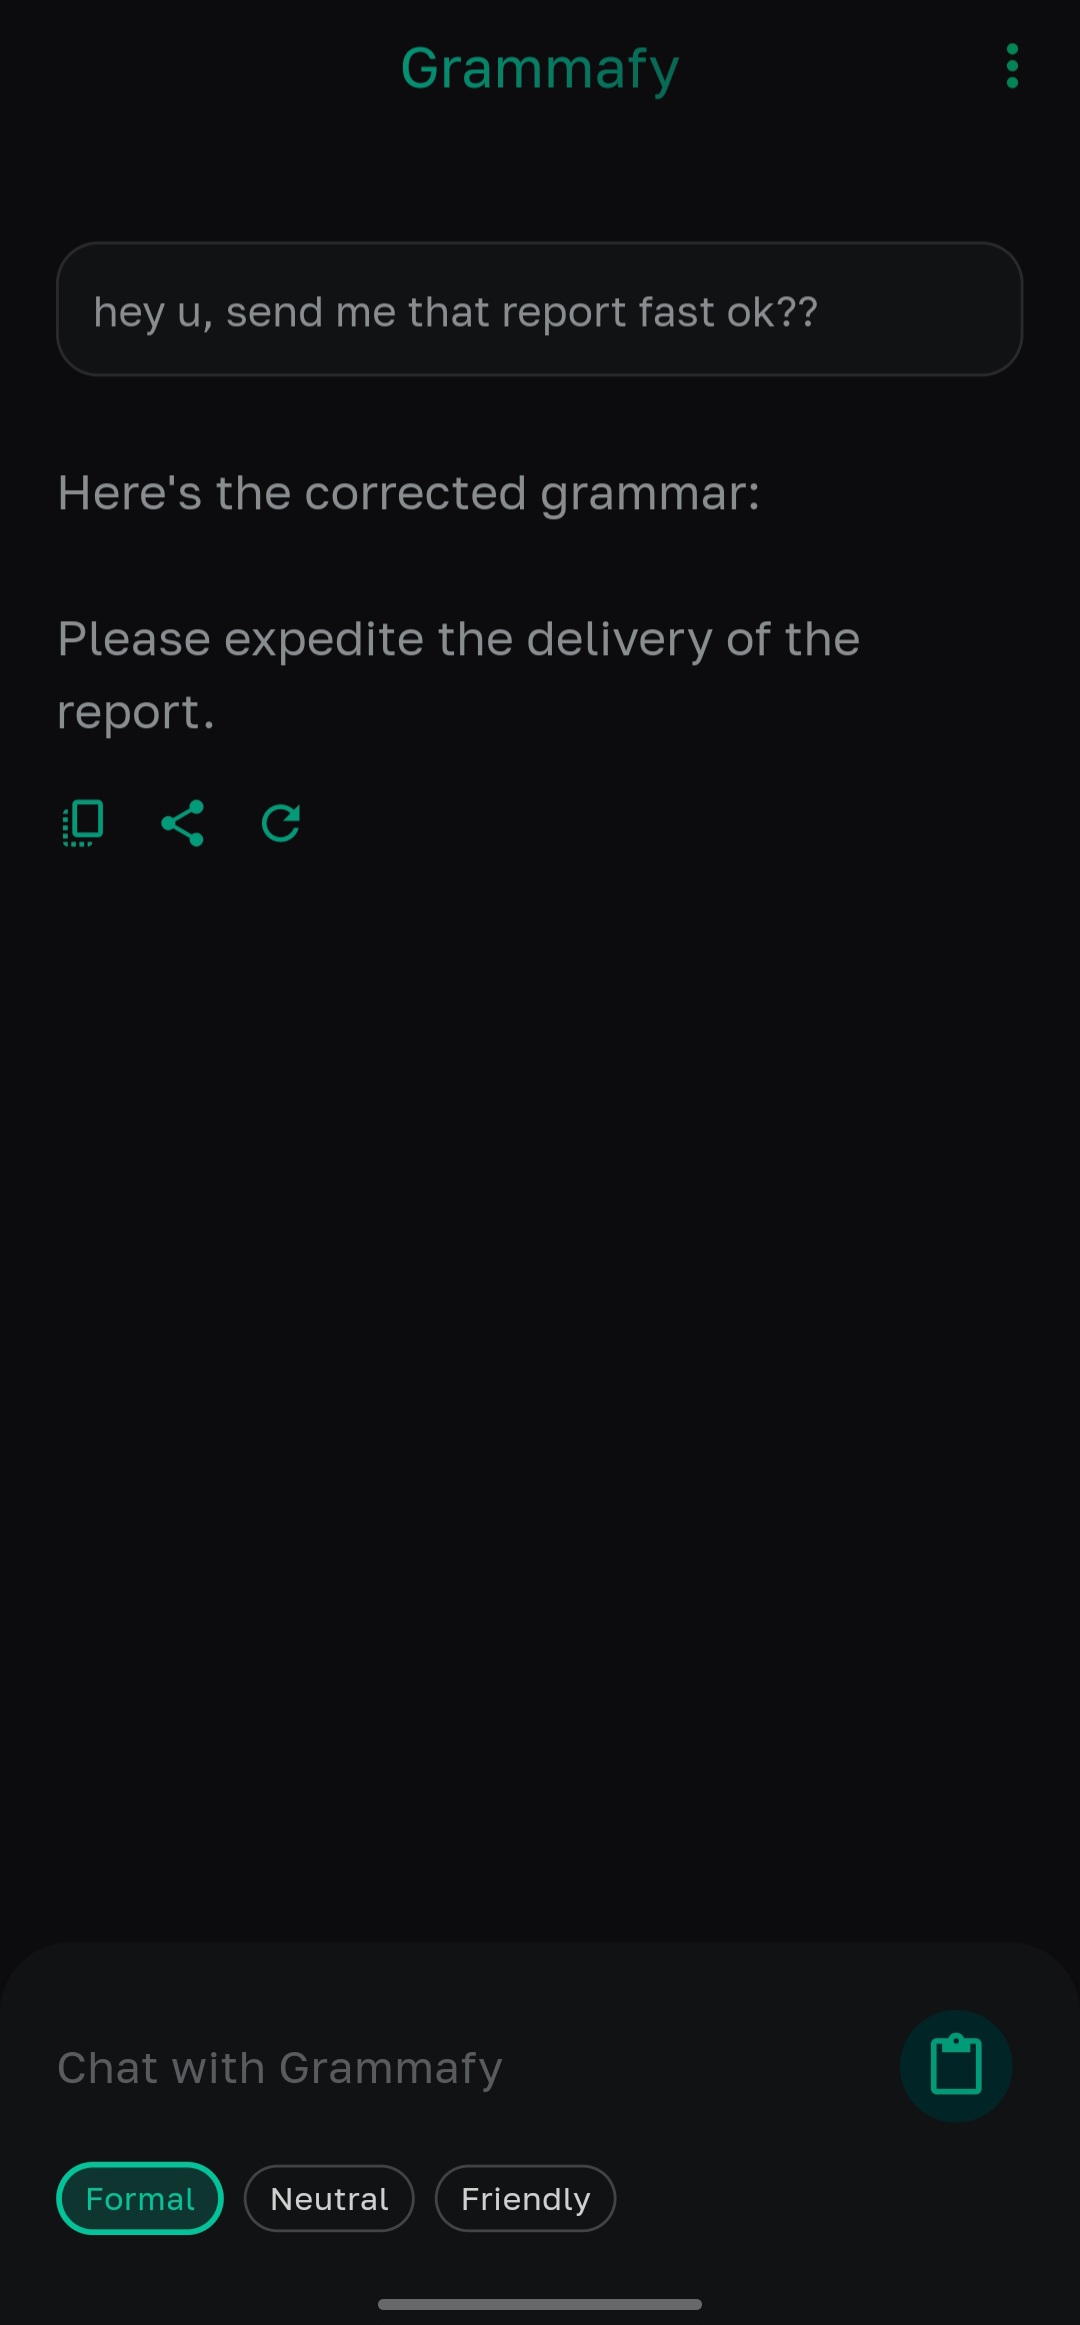 Grammafy
hey u, send me that report fast ok??
Here's the corrected grammar:
Please expedite the delivery of the
report.
Chat with Grammafy
Formal Neutral Friendly